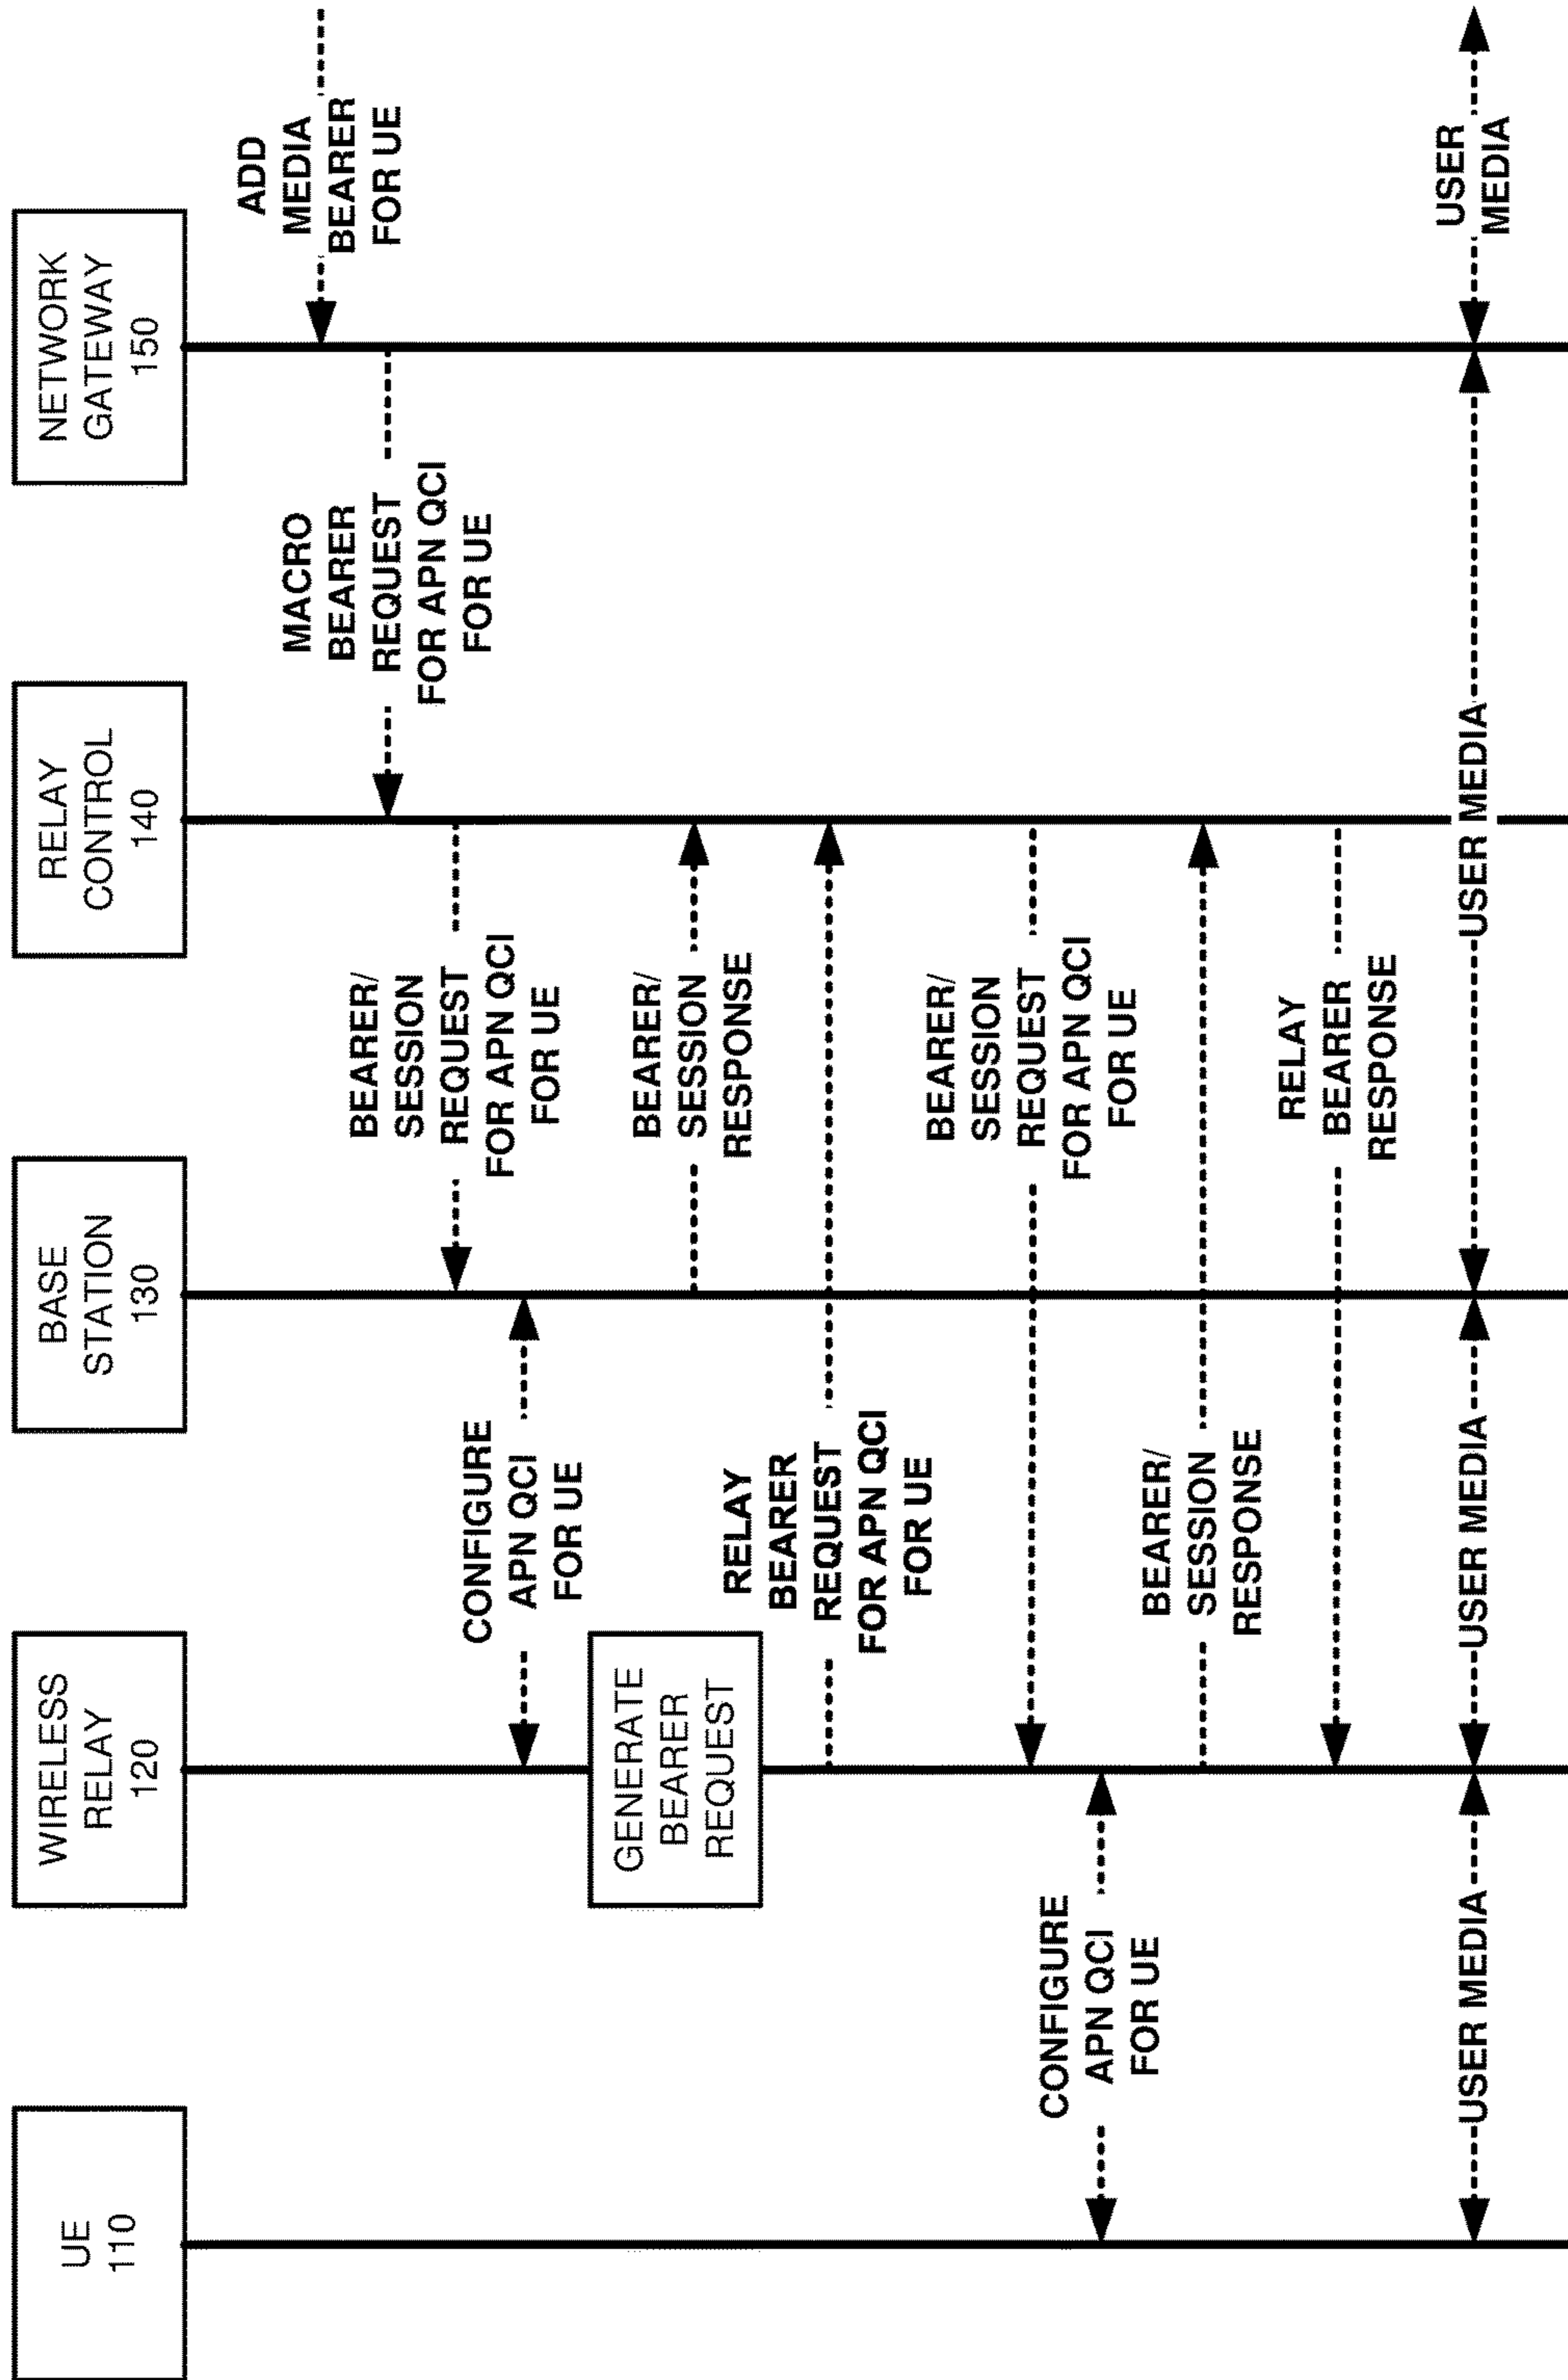 UE
110
WIRELESS
RELAY
120
BASE
STATION
130
RELAY
CONTROL
140
NETWORK
GATEWAY
150
ADD
MEDIA
BEARER
FOR UE
MACRO
BEARER
REQUEST
FOR APN QCI
FOR UE
BEARER/
SESSION
REQUEST
FOR APN QCI
FOR UE
CONFIGURE
APN QCI
FOR UE
GENERATE
BEARER
REQUEST
BEARER/
SESSION
RESPONSE
RELAY
BEARER
REQUEST
FOR APN QCI
FOR UE
BEARER/
SESSION
REQUEST
FOR APN QCI
FOR UE
CONFIGURE
APN QCI
FOR UE
BEARER/
SESSION
RESPONSE
RELAY
BEARER
RESPONSE
USER MEDIA
USER MEDIA
USER MEDIA
USER
MEDIA